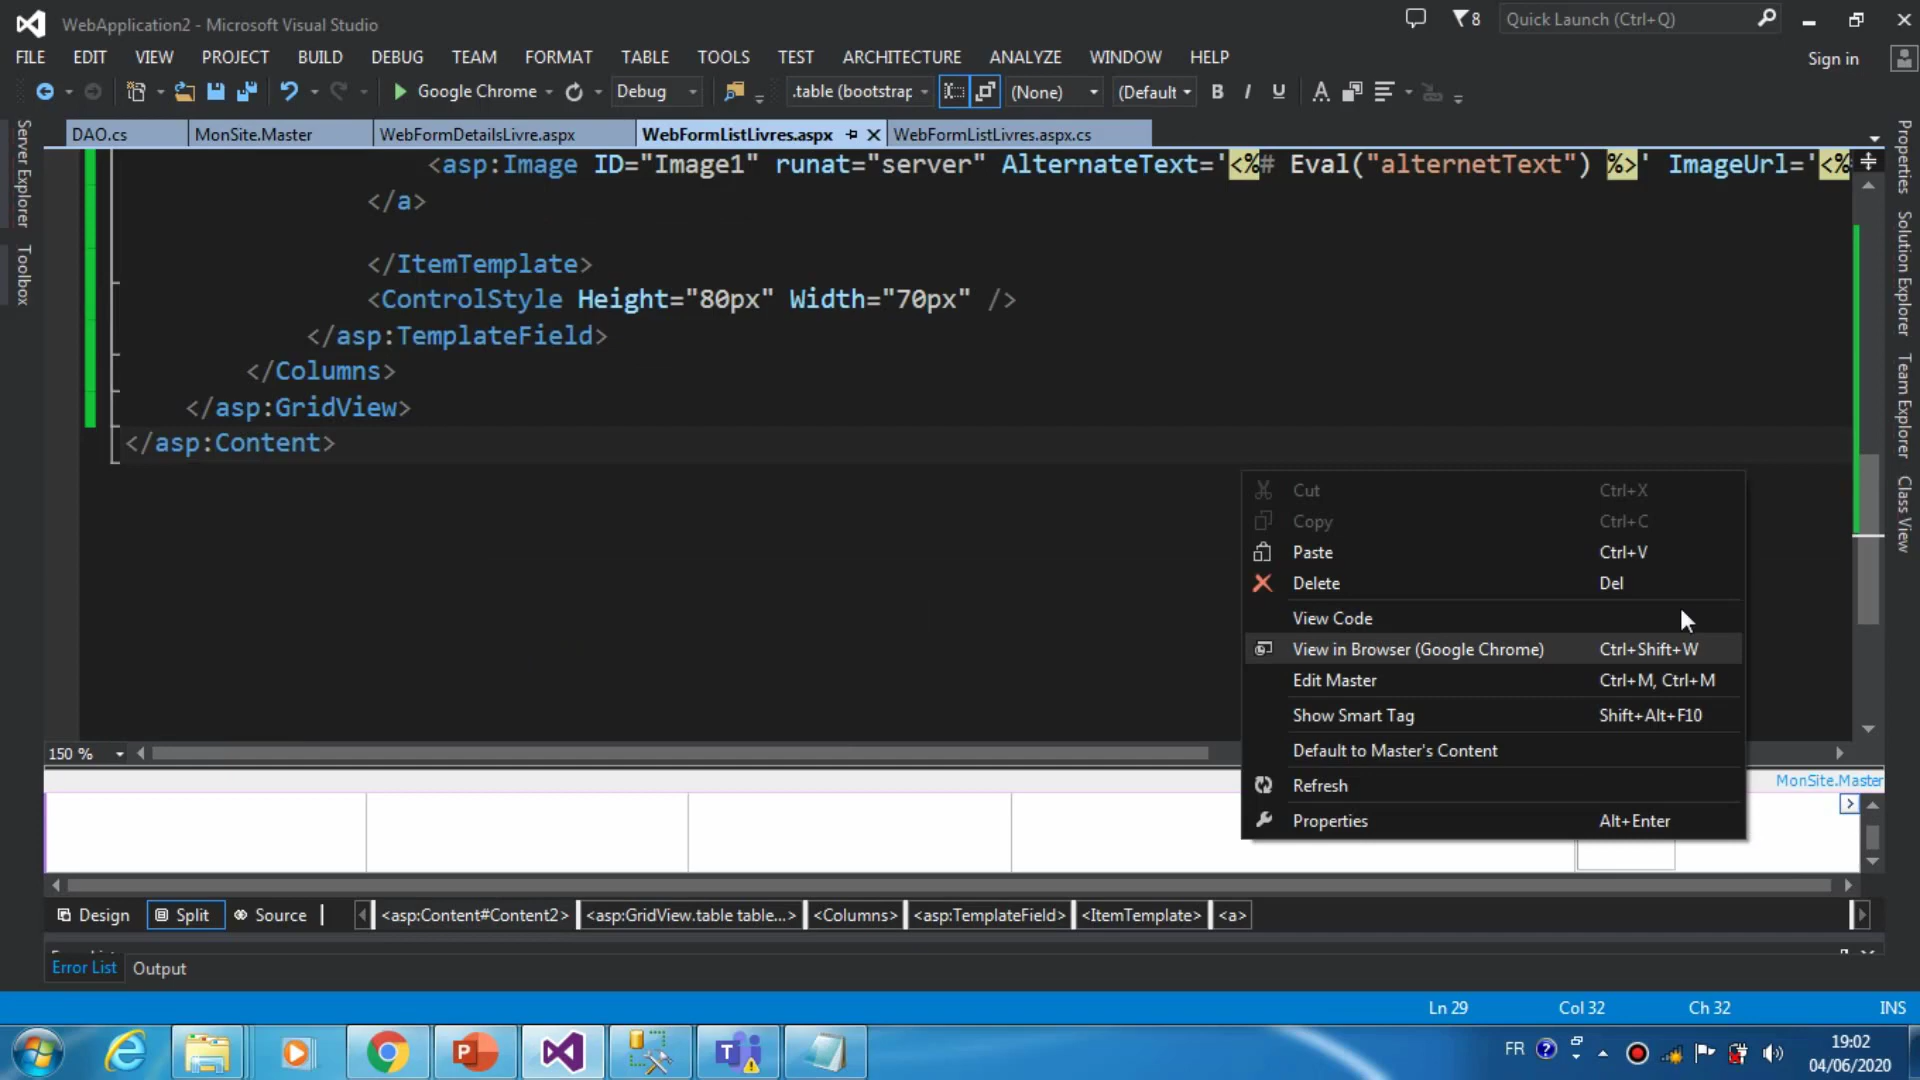 WebApplication2 - Microsoft Visual Studio
8
Quick Launch (Ctrl+Q)
FILE EDIT VIEW PROJECT BUILD DEBUG TEAM FORMAT TABLE TOOLS TEST ARCHITECTURE ANALYZE WINDOW HELP
Sign in
Google Chrome Debug .table (bootstrap (None) (Default B I U A
DAO.cs MonSite.Master WebFormDetailsLivre.aspx WebFormListLivres.aspx WebFormListLivres.aspx.cs
Server Explorer
Toolbox
Properties
Solution Explorer
Team Explorer
Class View
<asp:Image ID="Image1" runat="server" AlternateText='<%# Eval("alternetText") %>' ImageUrl='<%
</a>
</ItemTemplate>
<ControlStyle Height="80px" Width="70px" />
</asp:TemplateField>
</Columns>
</asp:GridView>
</asp:Content>
Cut Ctrl+X
Copy Ctrl+C
Paste Ctrl+V
Delete Del
View Code
View in Browser (Google Chrome) Ctrl+Shift+W
Edit Master Ctrl+M, Ctrl+M
Show Smart Tag Shift+Alt+F10
Default to Master's Content
Refresh
Properties Alt+Enter
150 %
MonSite.Master
Design Split Source <asp:Content#Content2> <asp:GridView.table table...> <Columns> <asp:TemplateField> <ItemTemplate> <a>
Error List Output
Ln 29 Col 32 Ch 32 INS
FR
19:02
04/06/2020